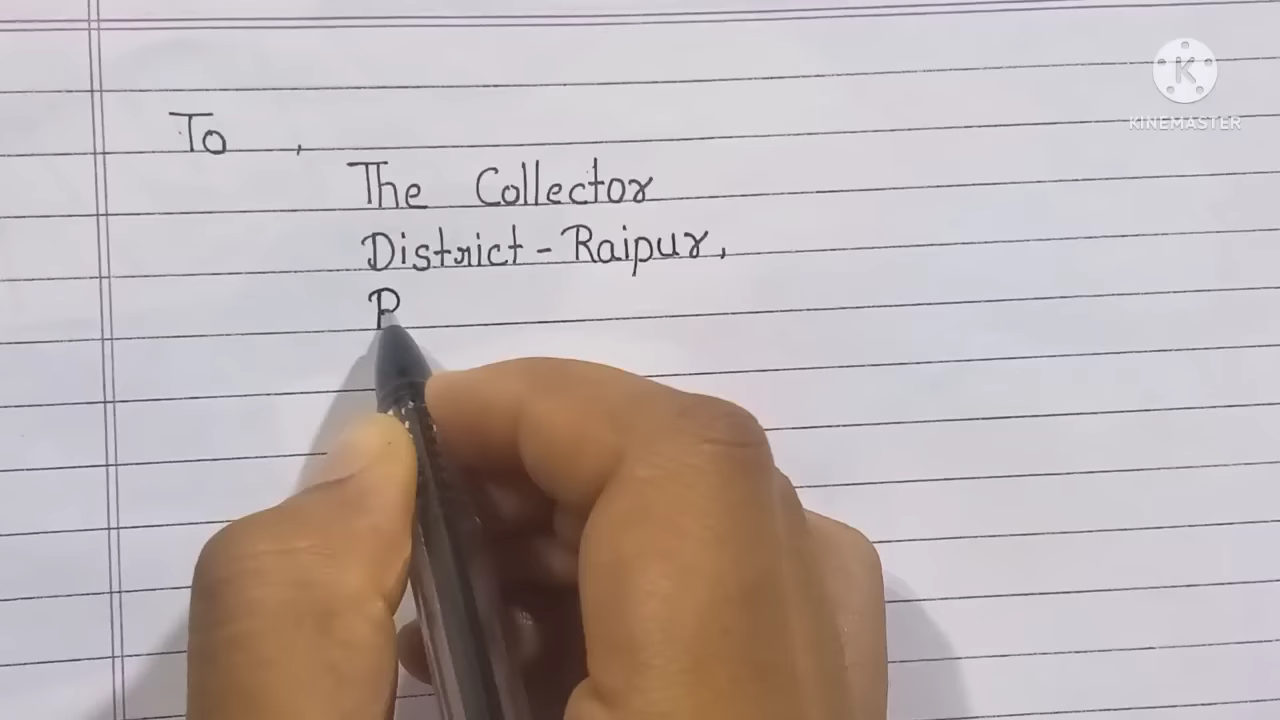 To ,
The Collector
District - Raipur,
R
K
KINEMASTER